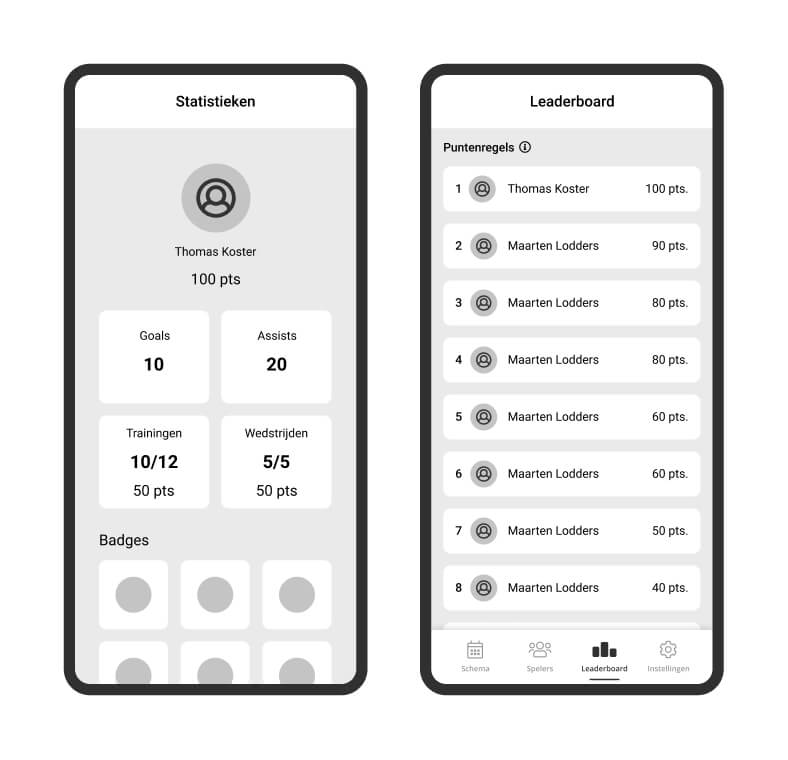 Statistieken
Thomas Koster
100 pts
Goals
10
Assists
20
Trainingen
10/12
50 pts
Wedstrijden
5/5
50 pts
Badges
Leaderboard
Puntenregels
1 Thomas Koster 100 pts.
2 Maarten Lodders 90 pts.
3 Maarten Lodders 80 pts.
4 Maarten Lodders 80 pts.
5 Maarten Lodders 60 pts.
6 Maarten Lodders 60 pts.
7 Maarten Lodders 50 pts.
8 Maarten Lodders 40 pts.
Schema Spelers Leaderboard Instellingen